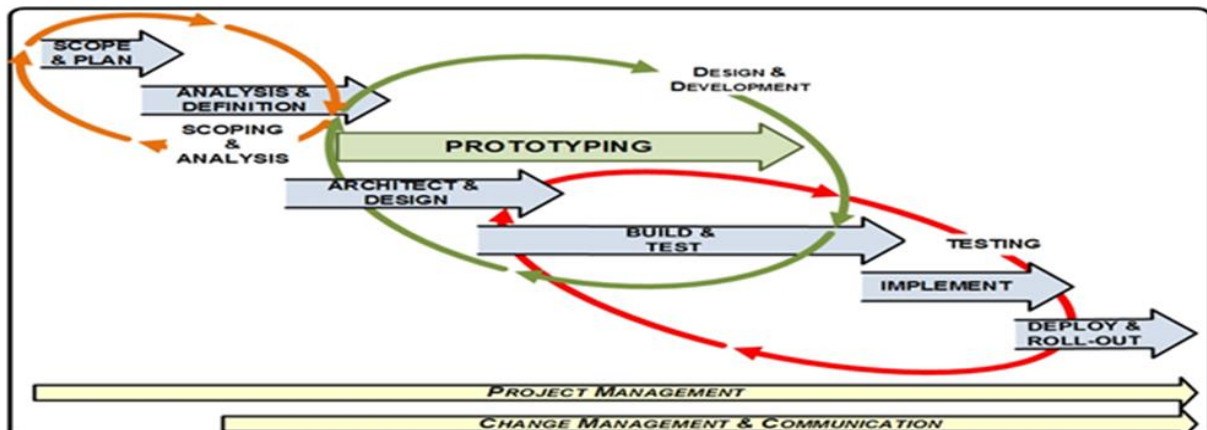 SCOPE
& PLAN
ANALYSIS &
DEFINITION
SCOPING
&
ANALYSIS
DESIGN &
DEVELOPMENT
PROTOTYPING
ARCHITECT &
DESIGN
BUILD &
TEST
TESTING
IMPLEMENT
DEPLOY &
ROLL-OUT
PROJECT MANAGEMENT
CHANGE MANAGEMENT & COMMUNICATION